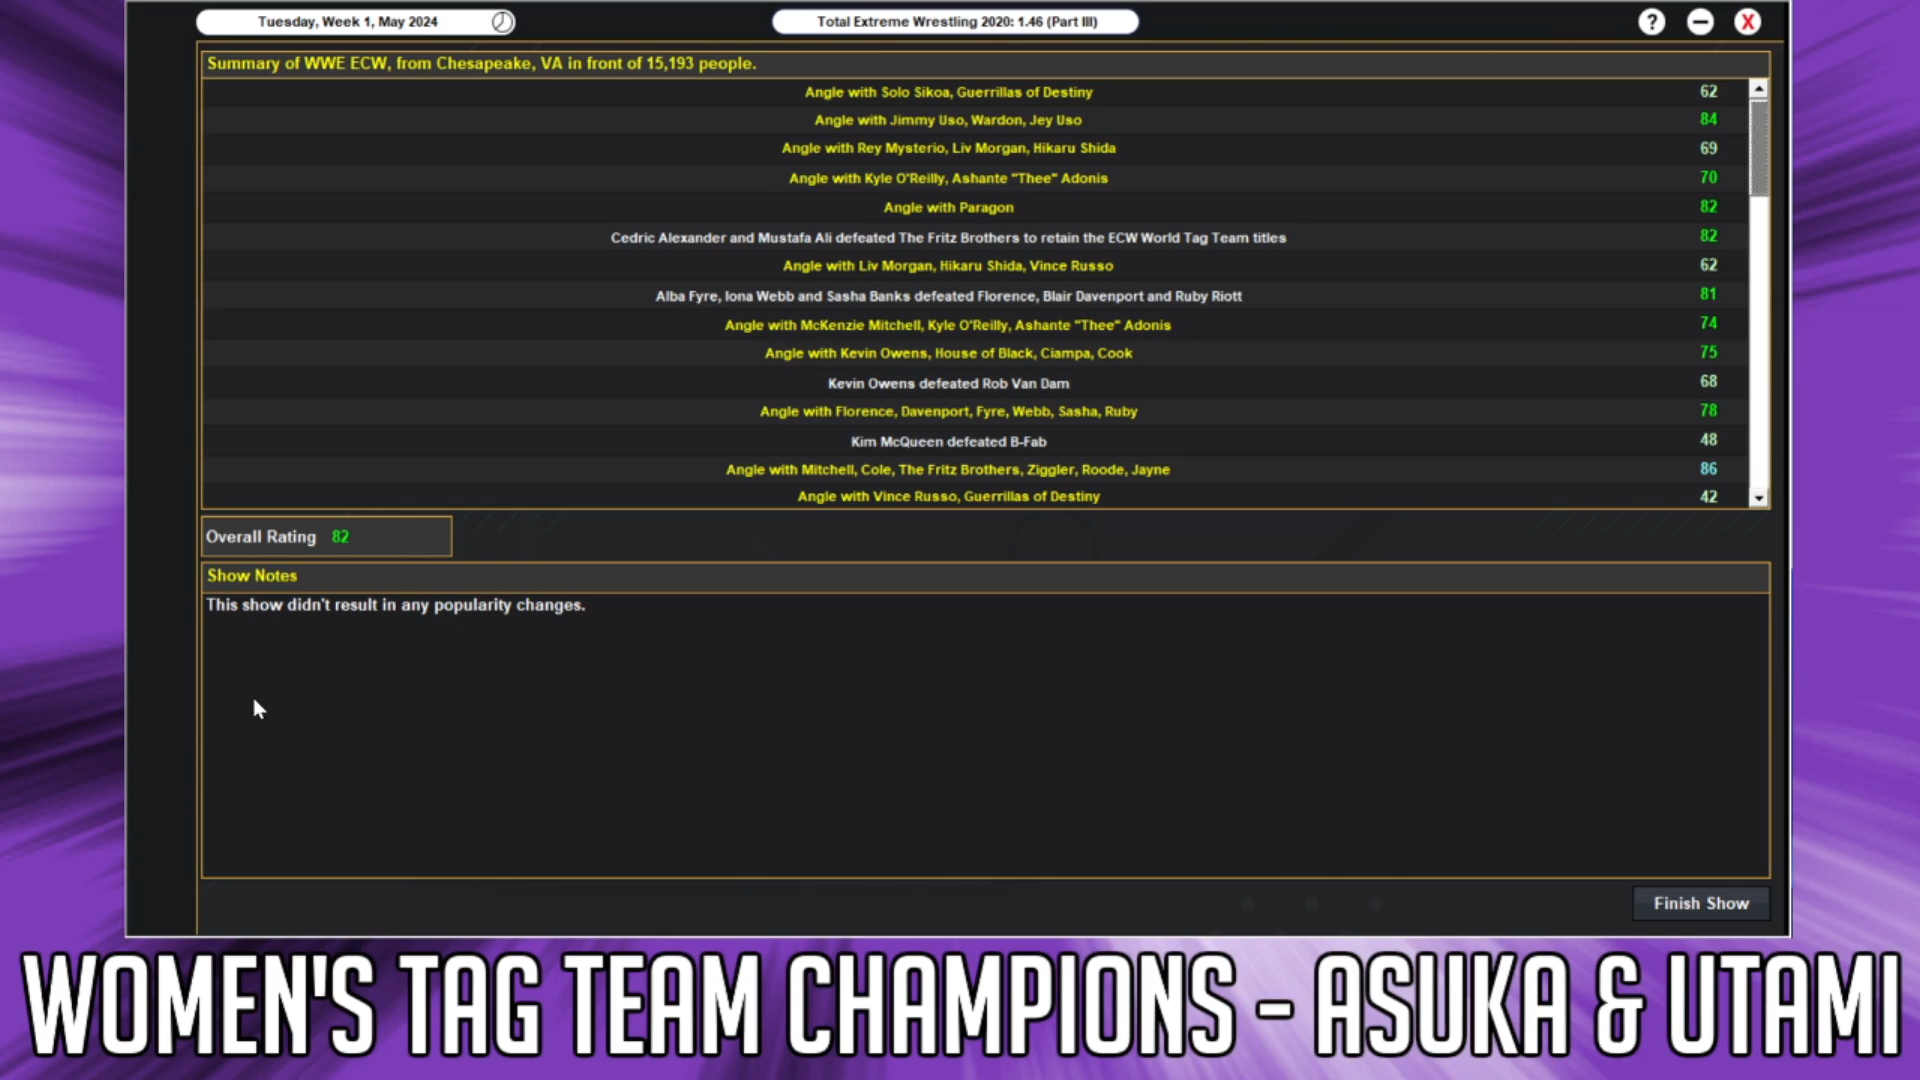 Tuesday, Week 1, May 2024
Total Extreme Wrestling 2020: 1.46 (Part III)
?
X
Summary of WWE ECW, from Chesapeake, VA in front of 15,193 people.
Angle with Solo Sikoa, Guerrillas of Destiny 62
Angle with Jimmy Uso, Wardon, Jey Uso 84
Angle with Rey Mysterio, Liv Morgan, Hikaru Shida 69
Angle with Kyle O'Reilly, Ashante "Thee" Adonis 70
Angle with Paragon 82
Cedric Alexander and Mustafa Ali defeated The Fritz Brothers to retain the ECW World Tag Team titles 82
Angle with Liv Morgan, Hikaru Shida, Vince Russo 62
Alba Fyre, Iona Webb and Sasha Banks defeated Florence, Blair Davenport and Ruby Riott 81
Angle with McKenzie Mitchell, Kyle O'Reilly, Ashante "Thee" Adonis 74
Angle with Kevin Owens, House of Black, Ciampa, Cook 75
Kevin Owens defeated Rob Van Dam 68
Angle with Florence, Davenport, Fyre, Webb, Sasha, Ruby 78
Kim McQueen defeated B-Fab 48
Angle with Mitchell, Cole, The Fritz Brothers, Ziggler, Roode, Jayne 86
Angle with Vince Russo, Guerrillas of Destiny 42
Overall Rating 82
Show Notes
This show didn't result in any popularity changes.
Finish Show
WOMEN'S TAG TEAM CHAMPIONS - ASUKA & UTAMI